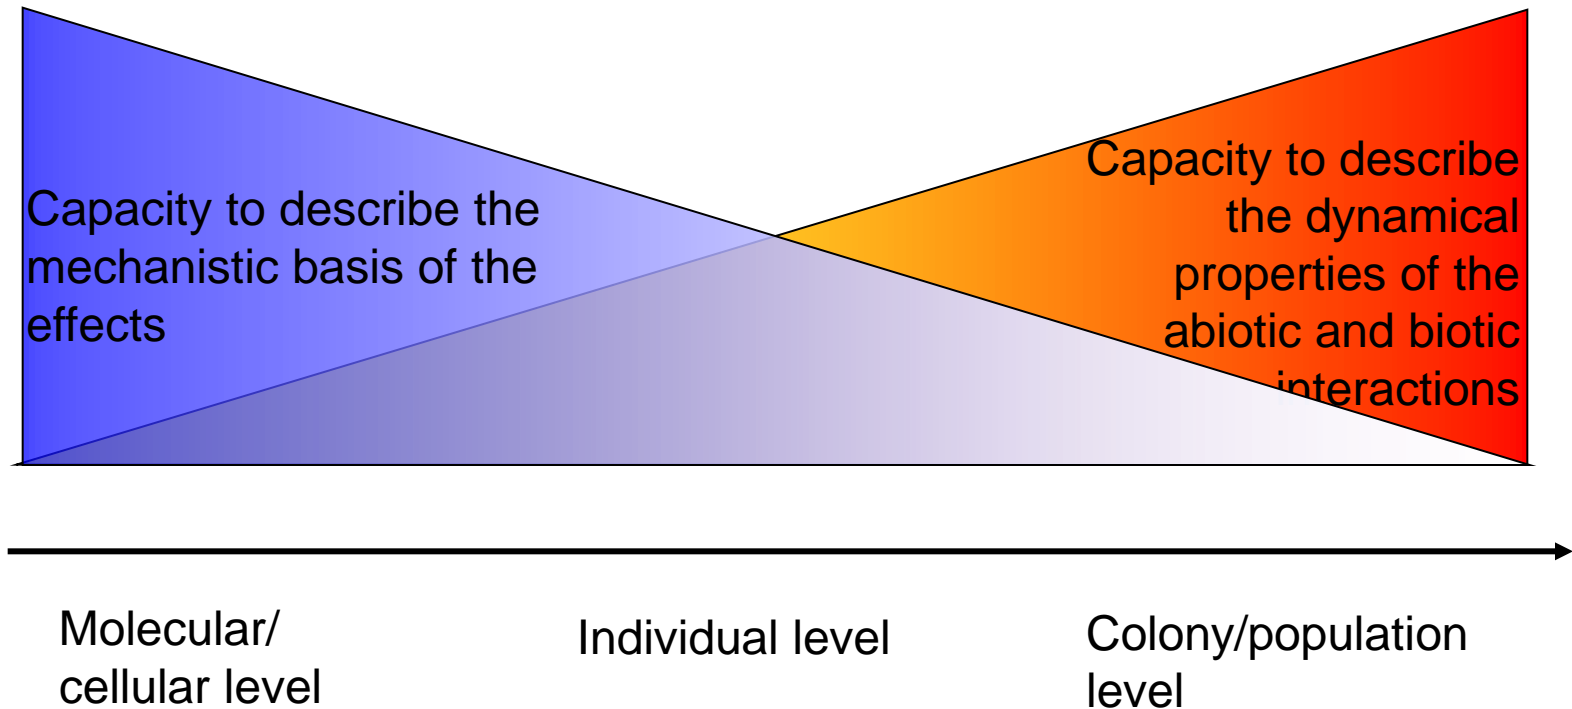 Capacity to describe the
mechanistic basis of the
effects
Capacity to describe
the dynamical
properties of the
abiotic and biotic
interactions
Molecular/
cellular level
Individual level
Colony/population
level